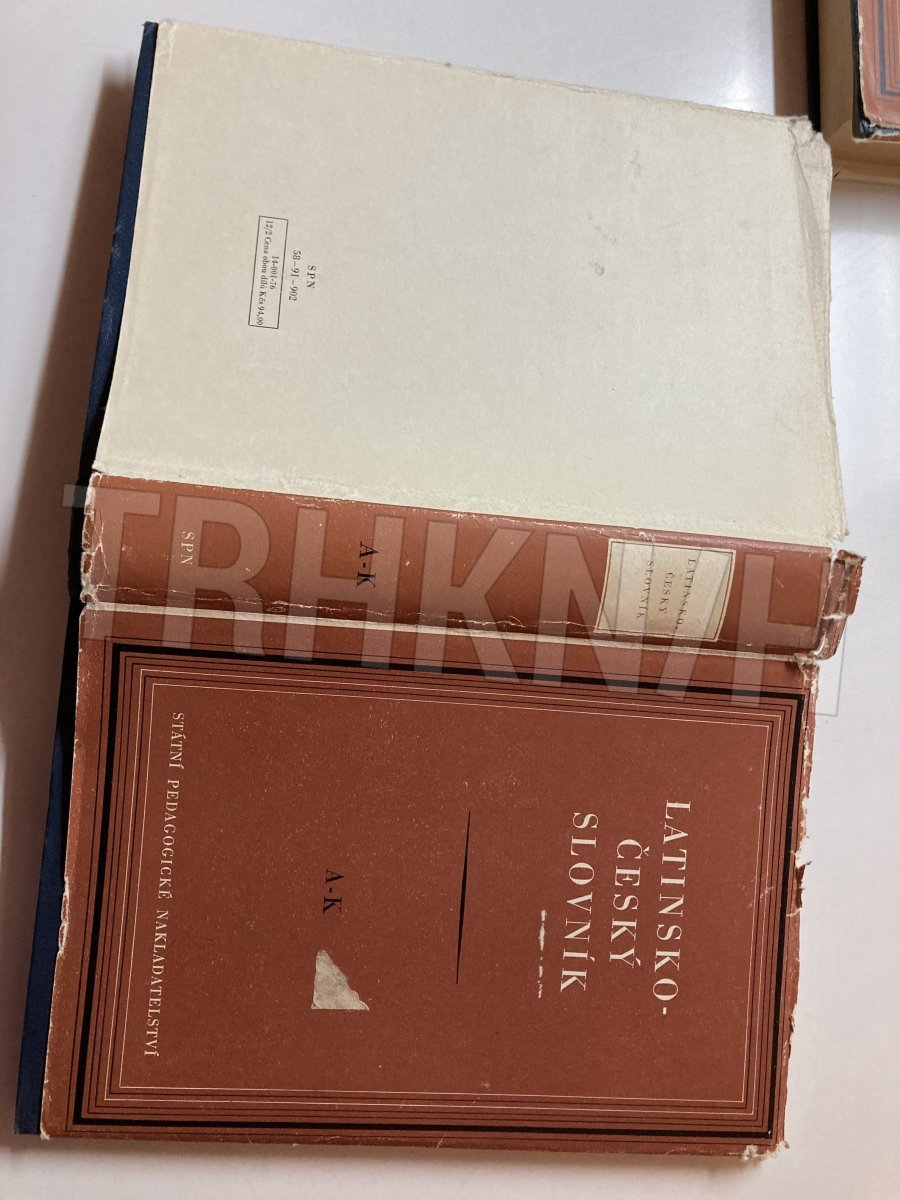 SPN
58-91-902
14-001-76
12/2 Cena obou dílů Kčs 94,00
LATINSKO-
ČESKÝ
SLOVNÍK
A-K
SPN
LATINSKO-
ČESKÝ
SLOVNÍK
A-K
STÁTNÍ PEDAGOGICKÉ NAKLADATELSTVÍ